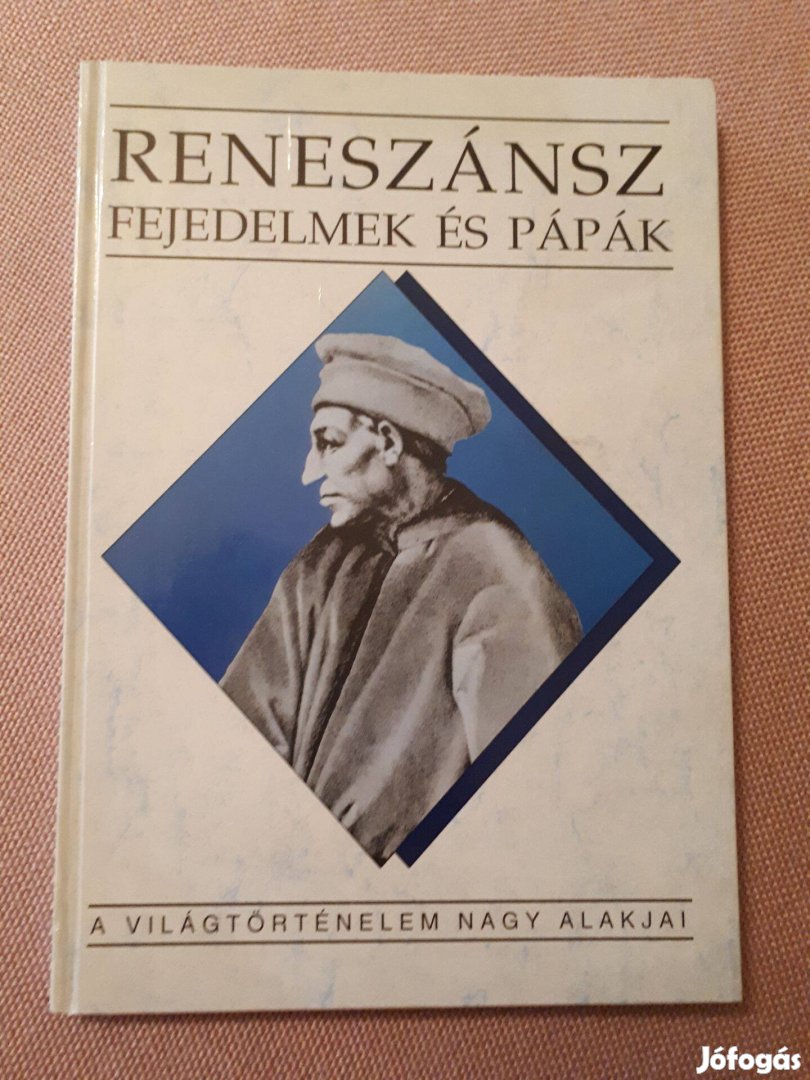 RENESZÁNSZ
FEJEDELMEK ÉS PÁPÁK
A VILÁGTÖRTÉNELEM NAGY ALAKJAI
Jófogás